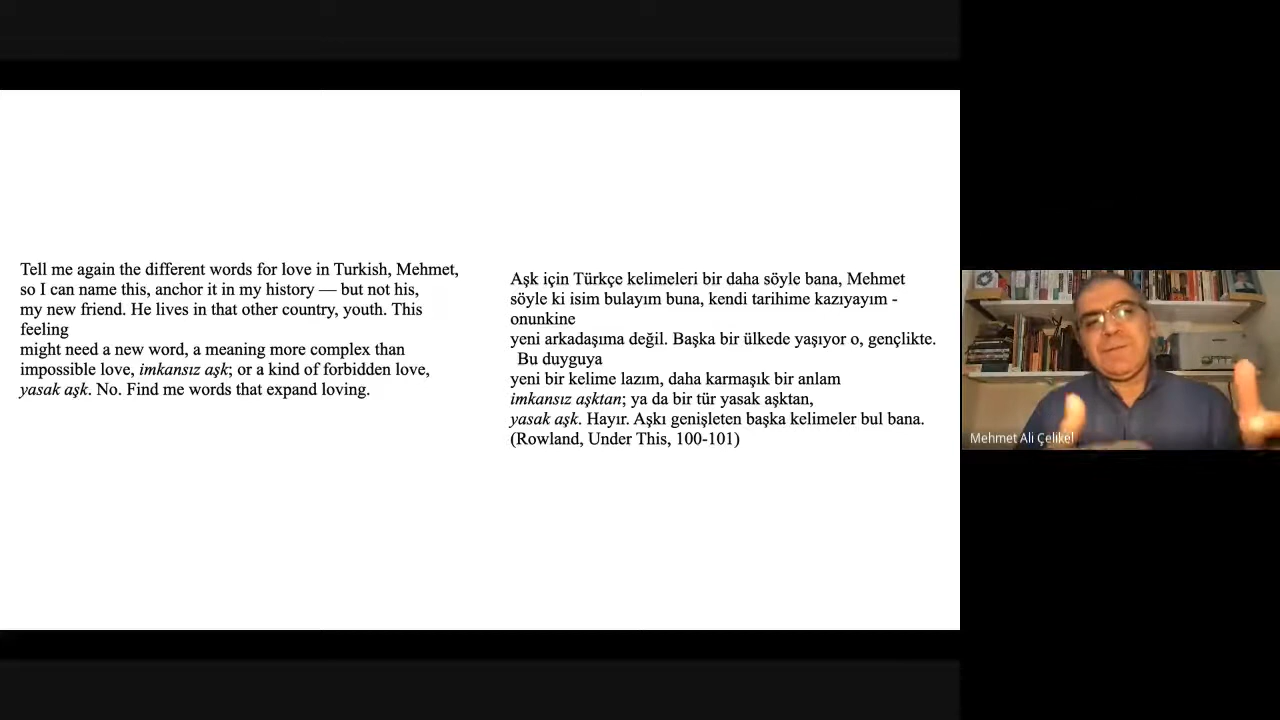 Tell me again the different words for love in Turkish, Mehmet,
so I can name this, anchor it in my history — but not his,
my new friend. He lives in that other country, youth. This
feeling
might need a new word, a meaning more complex than
impossible love, imkansız aşk; or a kind of forbidden love,
yasak aşk. No. Find me words that expand loving.
Aşk için Türkçe kelimeleri bir daha söyle bana, Mehmet
söyle ki isim bulayım buna, kendi tarihime kazıyayım -
onunkine
yeni arkadaşıma değil. Başka bir ülkede yaşıyor o, gençlikte.
Bu duyguya
yeni bir kelime lazım, daha karmaşık bir anlam
imkansız aşktan; ya da bir tür yasak aşktan,
yasak aşk. Hayır. Aşkı genişleten başka kelimeler bul bana.
(Rowland, Under This, 100-101)
Mehmet Ali Çelikel